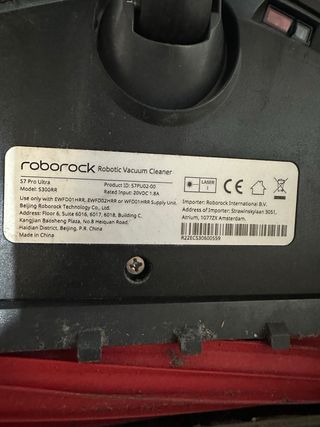 roborock Robotic Vacuum Cleaner
S7 Pro Ultra
Product ID: S7PU02-00
Model: S300RR
Rated Input: 20VDC 1.8A
Use only with EWFD01HRR, EWFD02HRR or WFD01HRR Supply Unit.
Beijing Roborock Technology Co., Ltd.
Address: Floor 6, Suite 6016, 6017, 6018, Building C,
Kangjian Baosheng Plaza, No.8 Heiquan Road,
Haidian District, Beijing, P.R. China
Made in China
LASER
1
CE
Importer: Roborock International B.V.
Address of Importer: Strawinskylaan 3051,
Atrium, 1077ZX Amsterdam.
R22ECS30600559